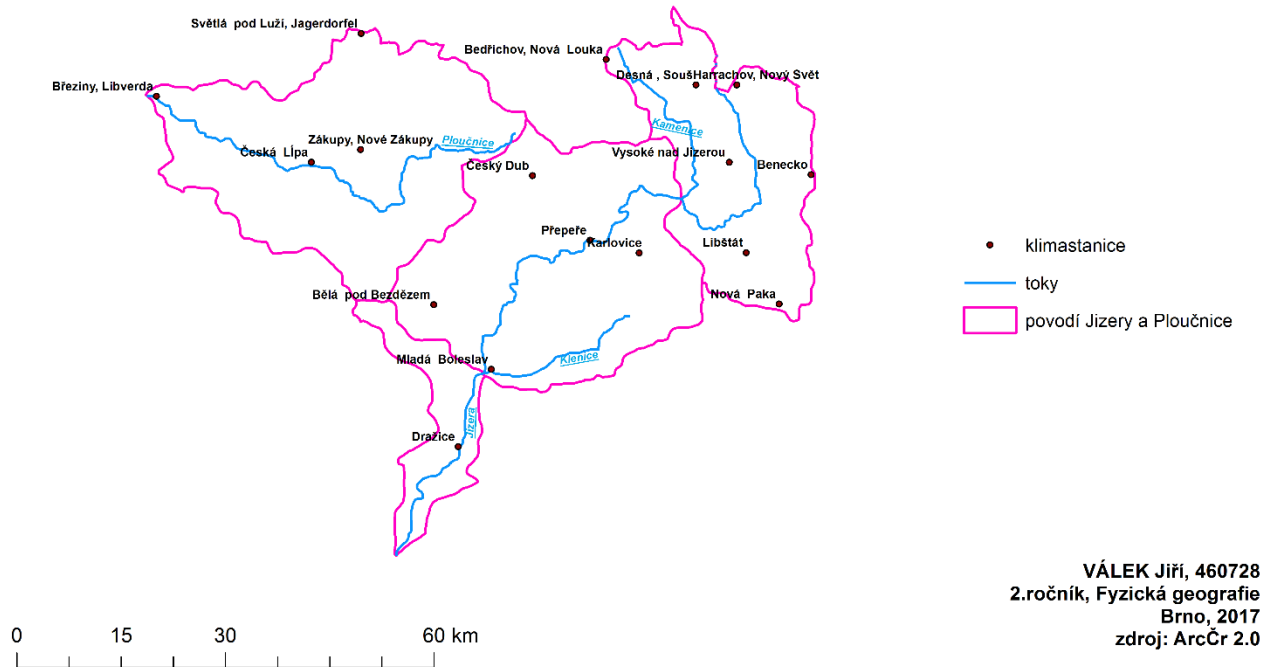 Světlá pod Luží, Jagerdorfel
Bedřichov, Nová Louka
Desná , SoušHarrachov, Nový Svět
Březiny, Libverda
Kamenice
Zákupy, Nové Zákupy
Ploučnice
Česká Lípa
Český Dub
Vysoké nad Jizerou
Benecko
Přepeře
Karlovice
Libštát
klimastanice
toky
Bělá pod Bezdězem
Nová Paka
povodí Jizery a Ploučnice
Mladá Boleslav
Klenice
Jizera
Dražice
VÁLEK Jiří, 460728
2.ročník, Fyzická geografie
Brno, 2017
zdroj: ArcČr 2.0
0 15 30 60 km